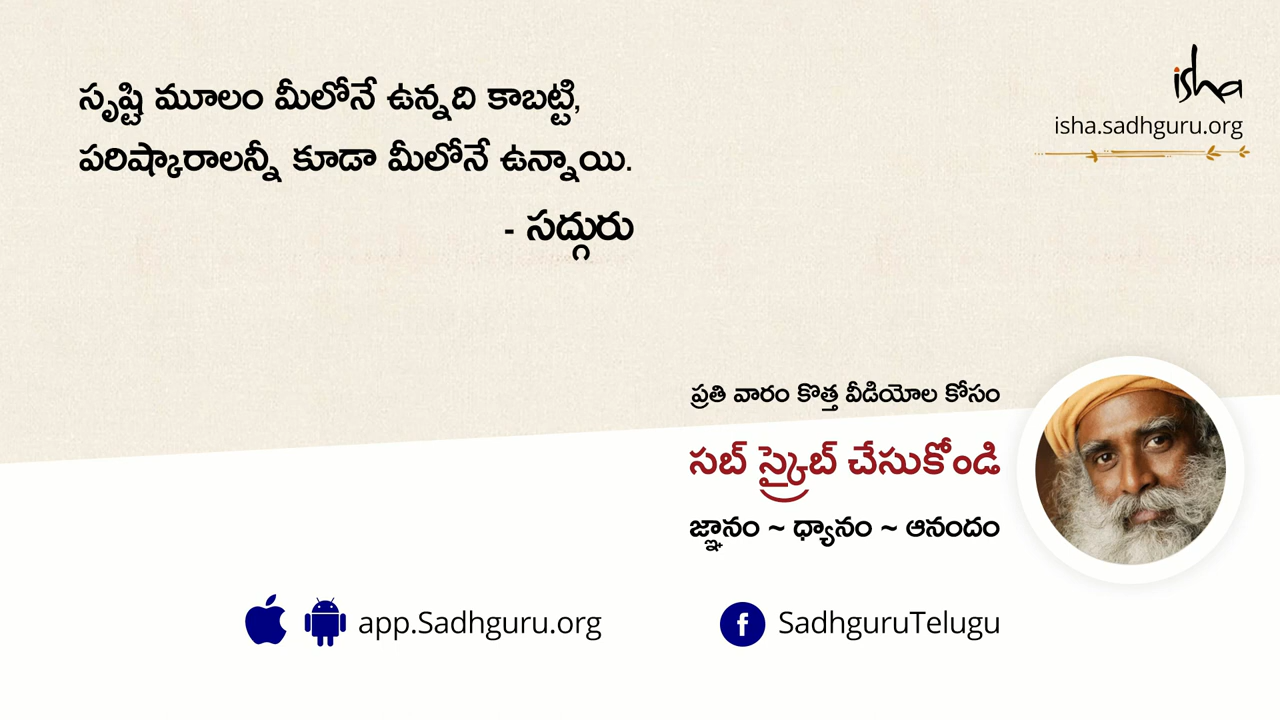 సృష్టి మూలం మీలోనే ఉన్నది కాబట్టి,
పరిష్కారాలన్నీ కూడా మీలోనే ఉన్నాయి.
- సద్గురు
isha
isha.sadhguru.org
ప్రతి వారం కొత్త వీడియోల కోసం
సబ్ స్క్రైబ్ చేసుకోండి
జ్ఞానం ~ ధ్యానం ~ ఆనందం
app.Sadhguru.org
f SadhguruTelugu